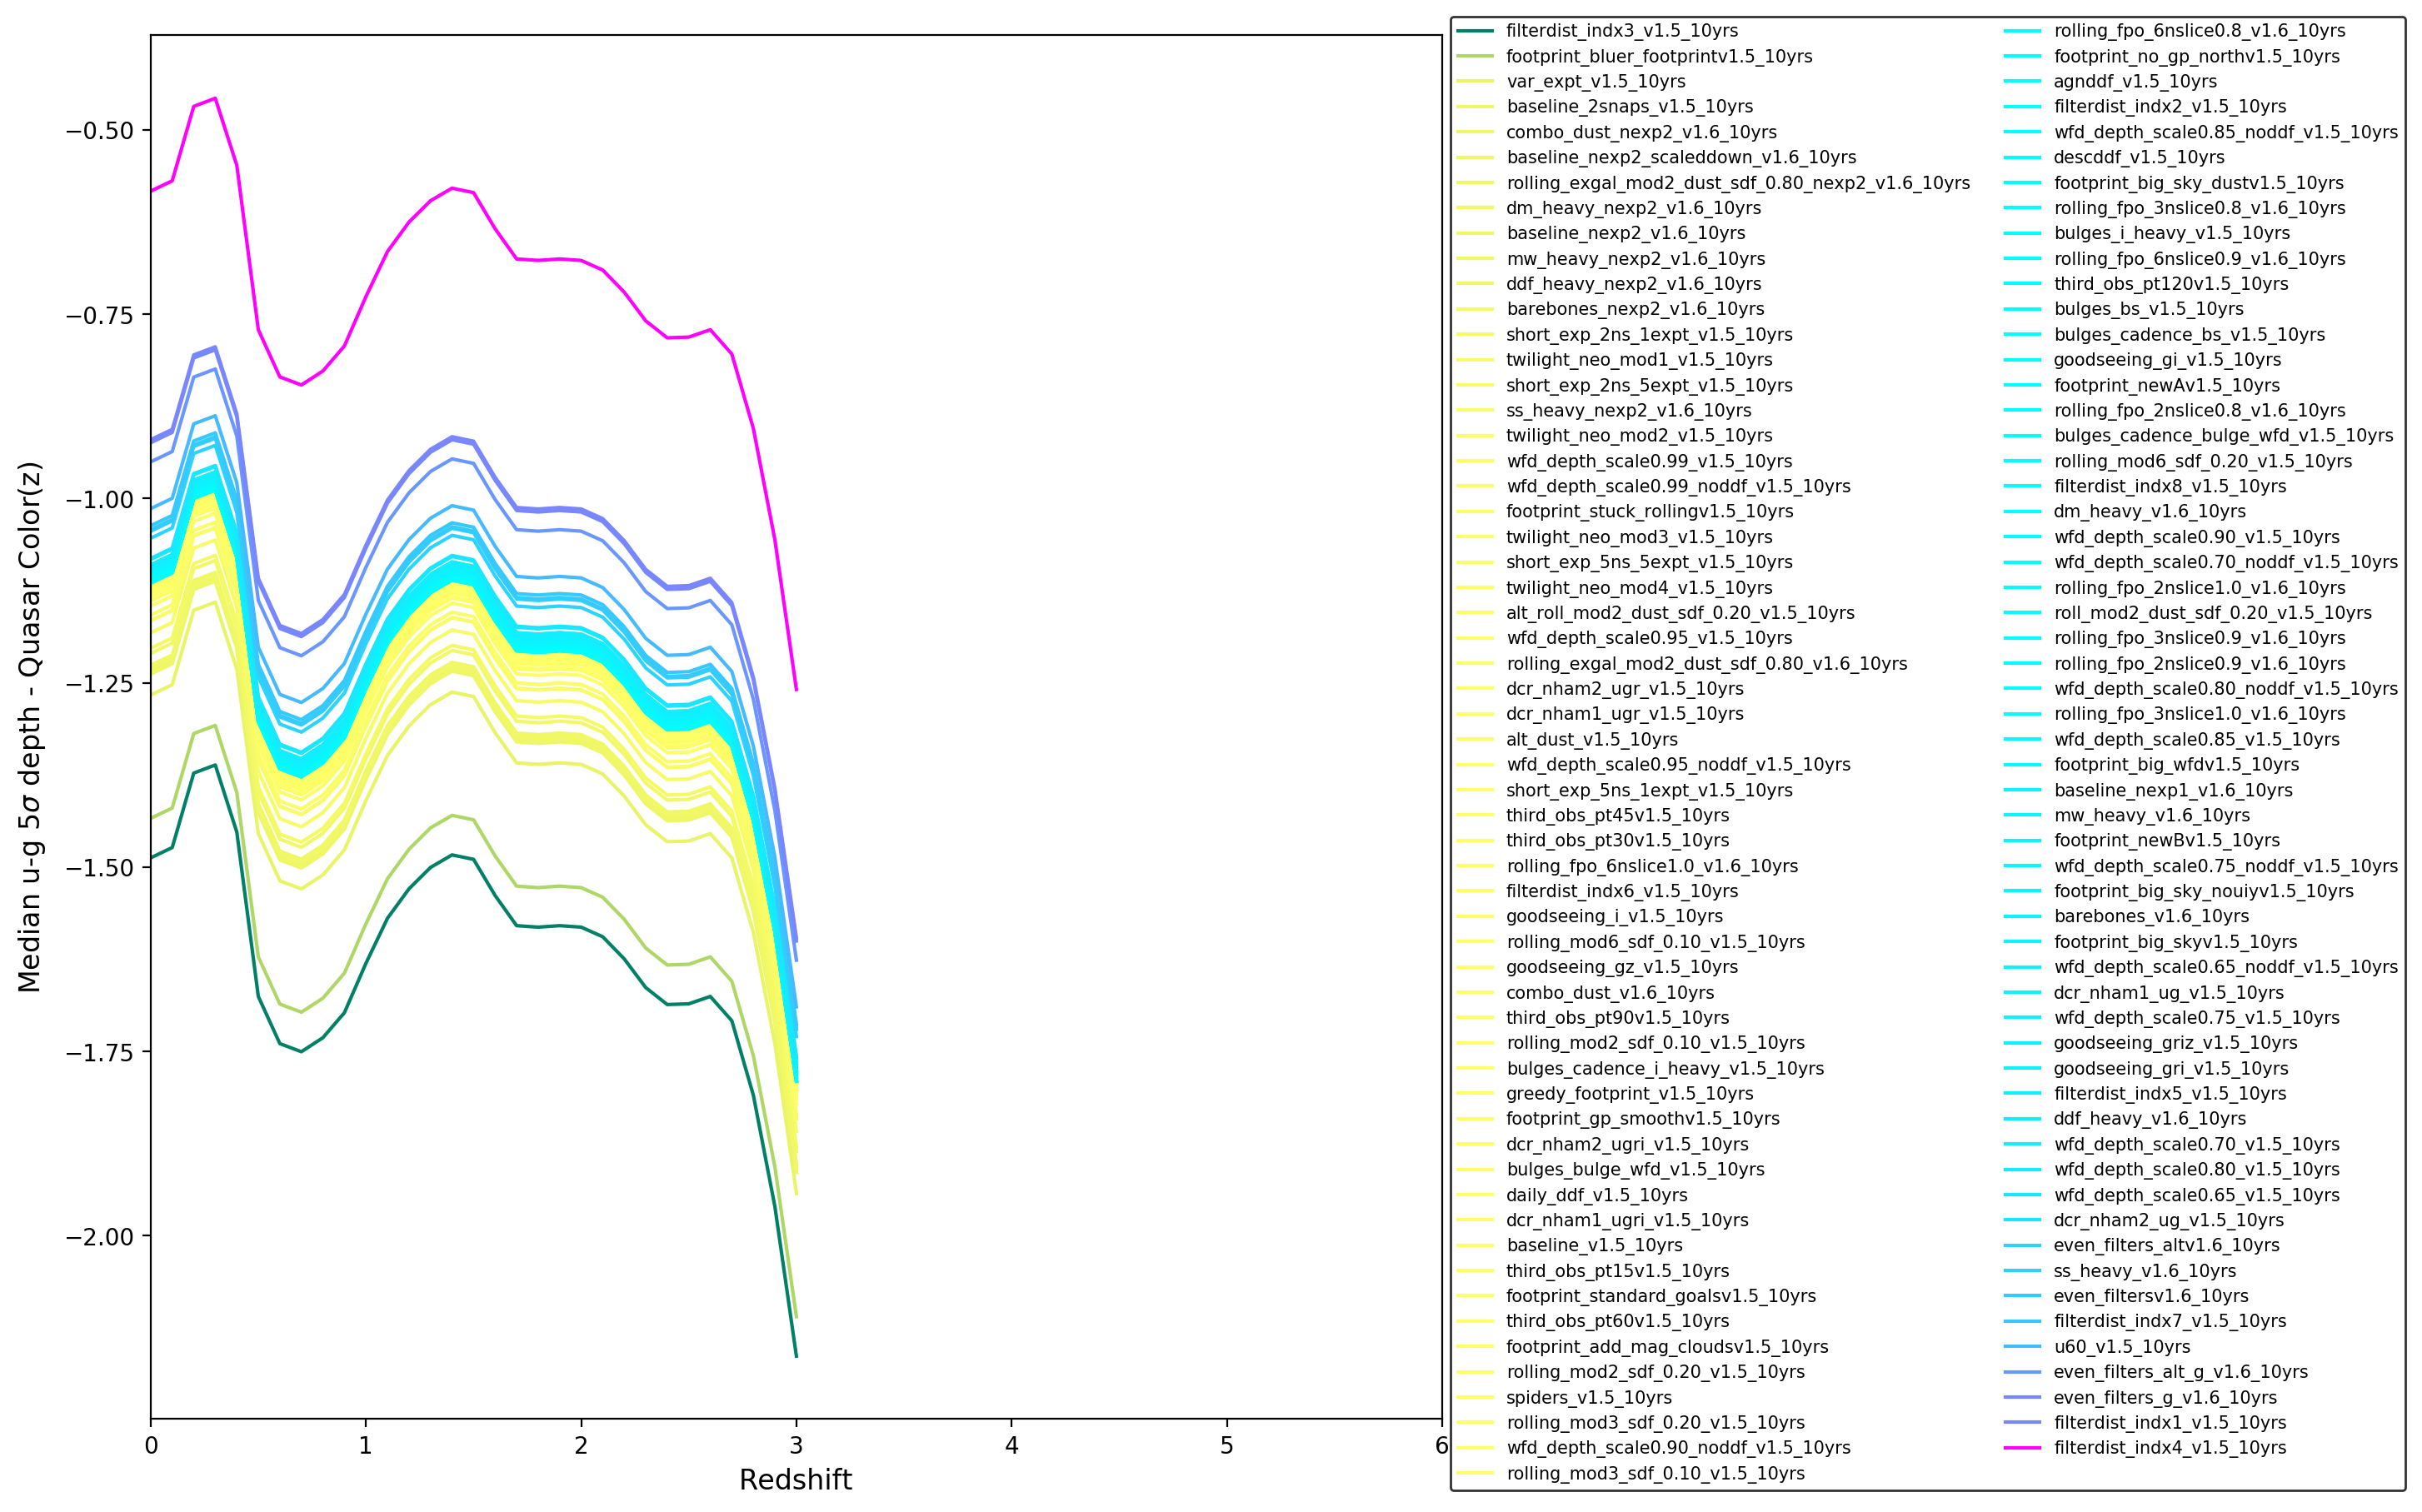 Median u-g 5σ depth - Quasar Color(z)
−0.50
−0.75
−1.00
−1.25
−1.50
−1.75
−2.00
0 1 2 3 4 5 6
Redshift
filterdist_indx3_v1.5_10yrs
footprint_bluer_footprintv1.5_10yrs
var_expt_v1.5_10yrs
baseline_2snaps_v1.5_10yrs
combo_dust_nexp2_v1.6_10yrs
baseline_nexp2_scaleddown_v1.6_10yrs
rolling_exgal_mod2_dust_sdf_0.80_nexp2_v1.6_10yrs
dm_heavy_nexp2_v1.6_10yrs
baseline_nexp2_v1.6_10yrs
mw_heavy_nexp2_v1.6_10yrs
ddf_heavy_nexp2_v1.6_10yrs
barebones_nexp2_v1.6_10yrs
short_exp_2ns_1expt_v1.5_10yrs
twilight_neo_mod1_v1.5_10yrs
short_exp_2ns_5expt_v1.5_10yrs
ss_heavy_nexp2_v1.6_10yrs
twilight_neo_mod2_v1.5_10yrs
wfd_depth_scale0.99_v1.5_10yrs
wfd_depth_scale0.99_noddf_v1.5_10yrs
footprint_stuck_rollingv1.5_10yrs
twilight_neo_mod3_v1.5_10yrs
short_exp_5ns_5expt_v1.5_10yrs
twilight_neo_mod4_v1.5_10yrs
alt_roll_mod2_dust_sdf_0.20_v1.5_10yrs
wfd_depth_scale0.95_v1.5_10yrs
rolling_exgal_mod2_dust_sdf_0.80_v1.6_10yrs
dcr_nham2_ugr_v1.5_10yrs
dcr_nham1_ugr_v1.5_10yrs
alt_dust_v1.5_10yrs
wfd_depth_scale0.95_noddf_v1.5_10yrs
short_exp_5ns_1expt_v1.5_10yrs
third_obs_pt45v1.5_10yrs
third_obs_pt30v1.5_10yrs
rolling_fpo_6nslice1.0_v1.6_10yrs
filterdist_indx6_v1.5_10yrs
goodseeing_i_v1.5_10yrs
rolling_mod6_sdf_0.10_v1.5_10yrs
goodseeing_gz_v1.5_10yrs
combo_dust_v1.6_10yrs
third_obs_pt90v1.5_10yrs
rolling_mod2_sdf_0.10_v1.5_10yrs
bulges_cadence_i_heavy_v1.5_10yrs
greedy_footprint_v1.5_10yrs
footprint_gp_smoothv1.5_10yrs
dcr_nham2_ugri_v1.5_10yrs
bulges_bulge_wfd_v1.5_10yrs
daily_ddf_v1.5_10yrs
dcr_nham1_ugri_v1.5_10yrs
baseline_v1.5_10yrs
third_obs_pt15v1.5_10yrs
footprint_standard_goalsv1.5_10yrs
third_obs_pt60v1.5_10yrs
footprint_add_mag_cloudsv1.5_10yrs
rolling_mod2_sdf_0.20_v1.5_10yrs
spiders_v1.5_10yrs
rolling_mod3_sdf_0.20_v1.5_10yrs
wfd_depth_scale0.90_noddf_v1.5_10yrs
rolling_mod3_sdf_0.10_v1.5_10yrs
rolling_fpo_6nslice0.8_v1.6_10yrs
footprint_no_gp_northv1.5_10yrs
agnddf_v1.5_10yrs
filterdist_indx2_v1.5_10yrs
wfd_depth_scale0.85_noddf_v1.5_10yrs
descddf_v1.5_10yrs
footprint_big_sky_dustv1.5_10yrs
rolling_fpo_3nslice0.8_v1.6_10yrs
bulges_i_heavy_v1.5_10yrs
rolling_fpo_6nslice0.9_v1.6_10yrs
third_obs_pt120v1.5_10yrs
bulges_bs_v1.5_10yrs
bulges_cadence_bs_v1.5_10yrs
goodseeing_gi_v1.5_10yrs
footprint_newAv1.5_10yrs
rolling_fpo_2nslice0.8_v1.6_10yrs
bulges_cadence_bulge_wfd_v1.5_10yrs
rolling_mod6_sdf_0.20_v1.5_10yrs
filterdist_indx8_v1.5_10yrs
dm_heavy_v1.6_10yrs
wfd_depth_scale0.90_v1.5_10yrs
wfd_depth_scale0.70_noddf_v1.5_10yrs
rolling_fpo_2nslice1.0_v1.6_10yrs
roll_mod2_dust_sdf_0.20_v1.5_10yrs
rolling_fpo_3nslice0.9_v1.6_10yrs
rolling_fpo_2nslice0.9_v1.6_10yrs
wfd_depth_scale0.80_noddf_v1.5_10yrs
rolling_fpo_3nslice1.0_v1.6_10yrs
wfd_depth_scale0.85_v1.5_10yrs
footprint_big_wfdv1.5_10yrs
baseline_nexp1_v1.6_10yrs
mw_heavy_v1.6_10yrs
footprint_newBv1.5_10yrs
wfd_depth_scale0.75_noddf_v1.5_10yrs
footprint_big_sky_nouiyv1.5_10yrs
barebones_v1.6_10yrs
footprint_big_skyv1.5_10yrs
wfd_depth_scale0.65_noddf_v1.5_10yrs
dcr_nham1_ug_v1.5_10yrs
wfd_depth_scale0.75_v1.5_10yrs
goodseeing_griz_v1.5_10yrs
goodseeing_gri_v1.5_10yrs
filterdist_indx5_v1.5_10yrs
ddf_heavy_v1.6_10yrs
wfd_depth_scale0.70_v1.5_10yrs
wfd_depth_scale0.80_v1.5_10yrs
wfd_depth_scale0.65_v1.5_10yrs
dcr_nham2_ug_v1.5_10yrs
even_filters_altv1.6_10yrs
ss_heavy_v1.6_10yrs
even_filtersv1.6_10yrs
filterdist_indx7_v1.5_10yrs
u60_v1.5_10yrs
even_filters_alt_g_v1.6_10yrs
even_filters_g_v1.6_10yrs
filterdist_indx1_v1.5_10yrs
filterdist_indx4_v1.5_10yrs